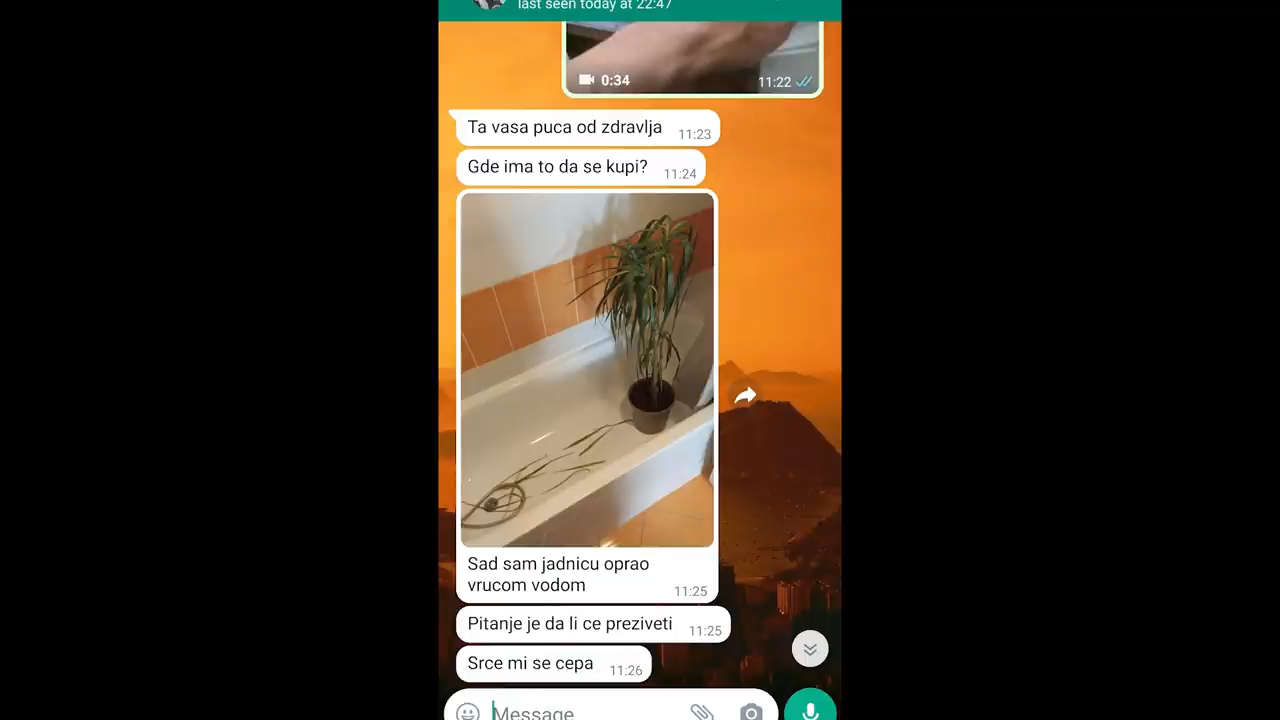 last seen today at 22:47
0:34
11:22
Ta vasa puca od zdravlja
11:23
Gde ima to da se kupi?
11:24
Sad sam jadnicu oprao
vrucom vodom
11:25
Pitanje je da li ce preziveti
11:25
Srce mi se cepa
11:26
Message